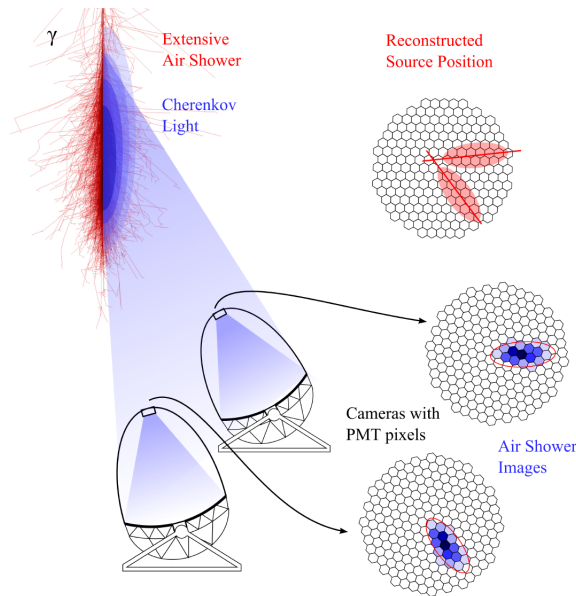 γ
Extensive
Air Shower
Cherenkov
Light
Reconstructed
Source Position
Cameras with
PMT pixels
Air Shower
Images